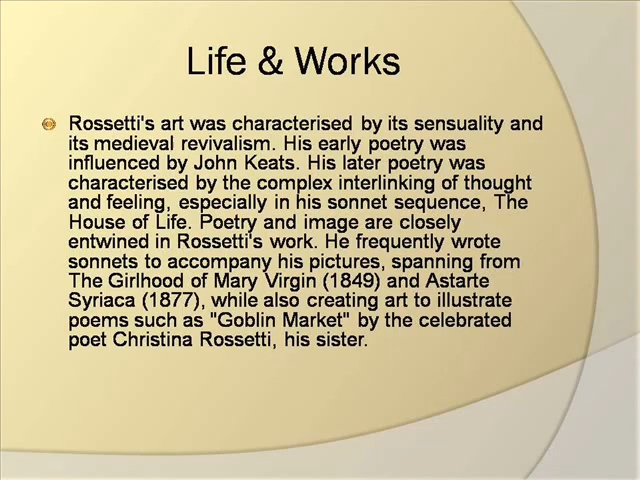 Life & Works
Rossetti's art was characterised by its sensuality and
its medieval revivalism. His early poetry was
influenced by John Keats. His later poetry was
characterised by the complex interlinking of thought
and feeling, especially in his sonnet sequence, The
House of Life. Poetry and image are closely
entwined in Rossetti's work. He frequently wrote
sonnets to accompany his pictures, spanning from
The Girlhood of Mary Virgin (1849) and Astarte
Syriaca (1877), while also creating art to illustrate
poems such as "Goblin Market" by the celebrated
poet Christina Rossetti, his sister.